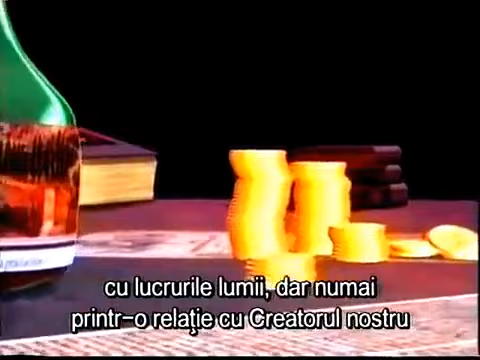 cu lucrurile lumii, dar numai
printr-o relaţie cu Creatorul nostru